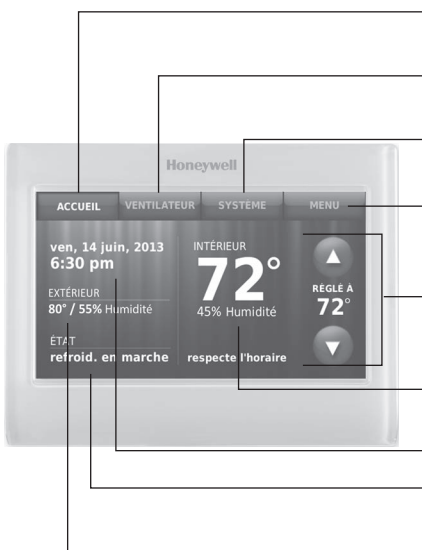 Honeywell
ACCUEIL VENTILATEUR SYSTÈME MENU
ven, 14 juin, 2013
6:30 pm
EXTÉRIEUR
80° / 55% Humidité
ÉTAT
refroid. en marche
INTÉRIEUR
72°
45% Humidité
respecte l'horaire
RÉGLÉ À
72°